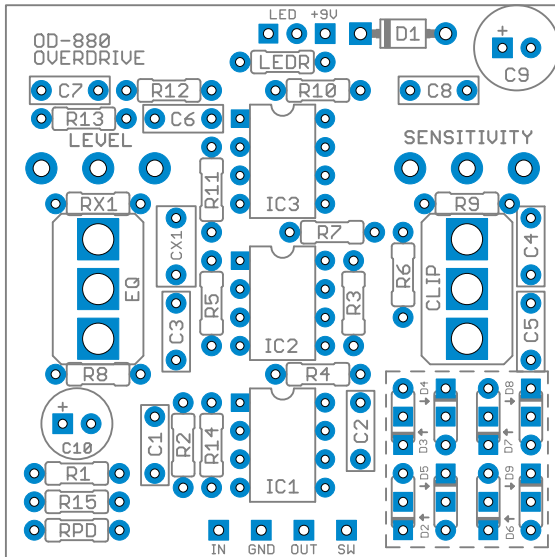 LED +9V
OD-880
OVERDRIVE
D1
LEDR
C9
C7 R12 R10 C8
R13 C6
LEVEL SENSITIVITY
R11
RX1 IC3 R9
CX1 R7 C4
EQ R5 R3 R6 CLIP
C3 IC2 C5
R8 R4
D4 D8
C10 C1 R2 R14 C2 D3 D7
R1 IC1 D5 D9
R15
RPD D2 D6
IN GND OUT SW